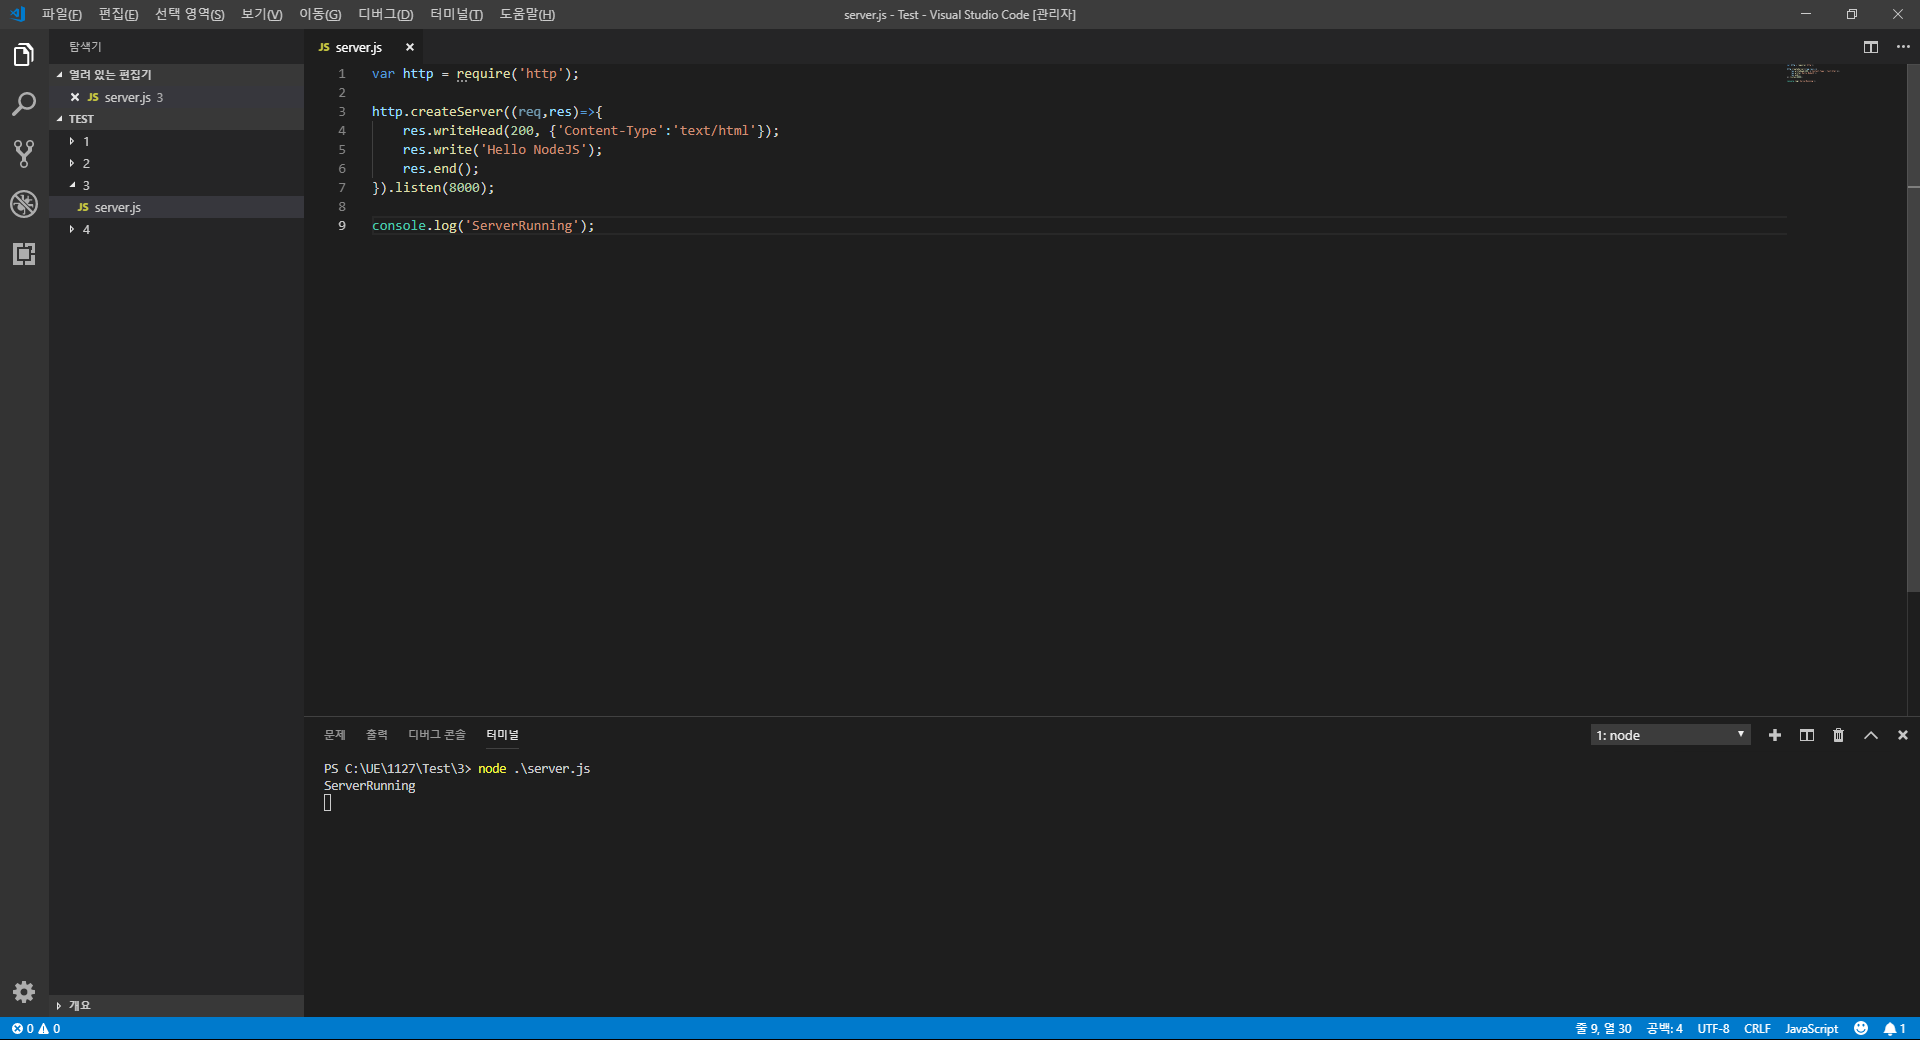 파일(F) 편집(E) 선택 영역(S) 보기(V) 이동(G) 디버그(D) 터미널(T) 도움말(H)
server.js - Test - Visual Studio Code [관리자]
탐색기
열려 있는 편집기
JS server.js 3
TEST
1
2
3
JS server.js
4
개요
JS server.js
1 var http = require('http');
2
3 http.createServer((req,res)=>{
4 res.writeHead(200, {'Content-Type':'text/html'});
5 res.write('Hello NodeJS');
6 res.end();
7 }).listen(8000);
8
9 console.log('ServerRunning');
문제 출력 디버그 콘솔 터미널
1: node
PS C:\UE\1127\Test\3> node .\server.js
ServerRunning
0 0
줄 9, 열 30 공백: 4 UTF-8 CRLF JavaScript 1